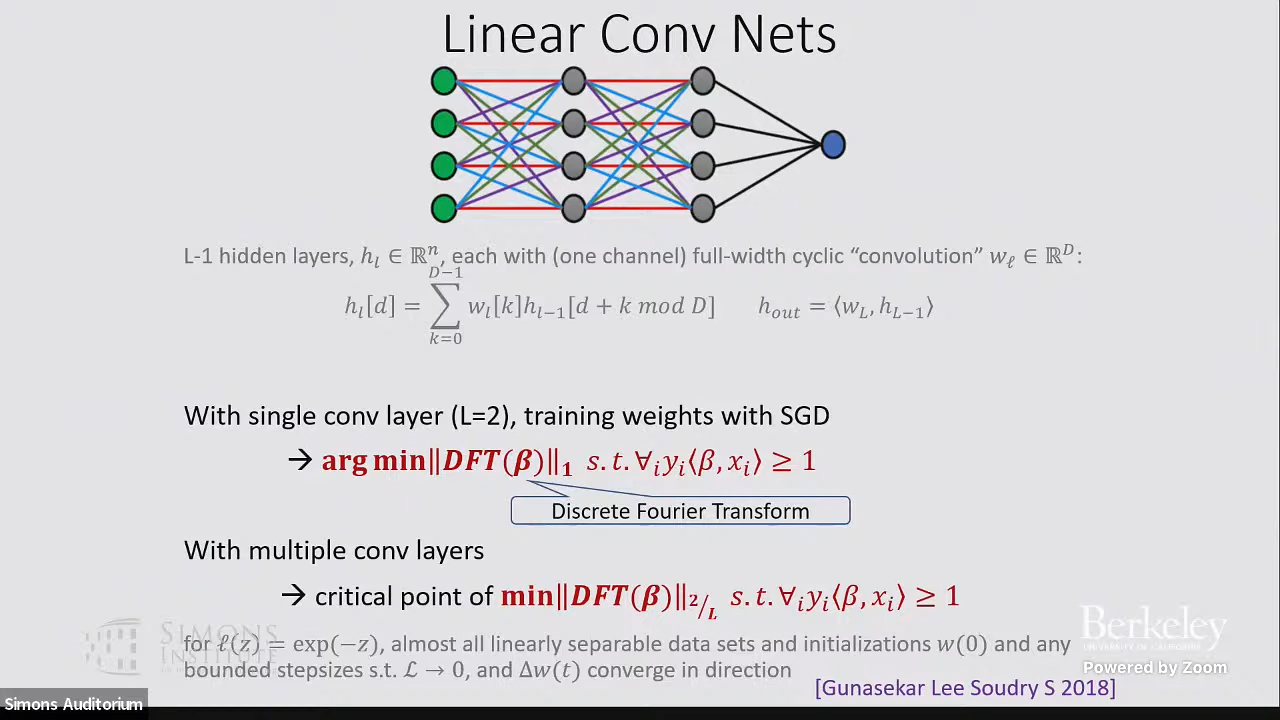 Linear Conv Nets
L-1 hidden layers, h_l ∈ ℝ^n, each with (one channel) full-width cyclic “convolution” w_ℓ ∈ ℝ^D:
h_l[d] = ∑_{k=0}^{D−1} w_l[k]h_{l−1}[d + k mod D] h_out = ⟨w_L, h_{L−1}⟩
With single conv layer (L=2), training weights with SGD
→ arg min‖DFT(β)‖_1 s.t. ∀_i y_i⟨β, x_i⟩ ≥ 1
Discrete Fourier Transform
With multiple conv layers
→ critical point of min‖DFT(β)‖_{2/L} s.t. ∀_i y_i⟨β, x_i⟩ ≥ 1
for ℓ(z) = exp(−z), almost all linearly separable data sets and initializations w(0) and any
bounded stepsizes s.t. ℒ → 0, and Δw(t) converge in direction
[Gunasekar Lee Soudry S 2018]
SIMONS
INSTITUTE
Berkeley
UNIVERSITY OF CALIFORNIA
Powered by Zoom
Simons Auditorium